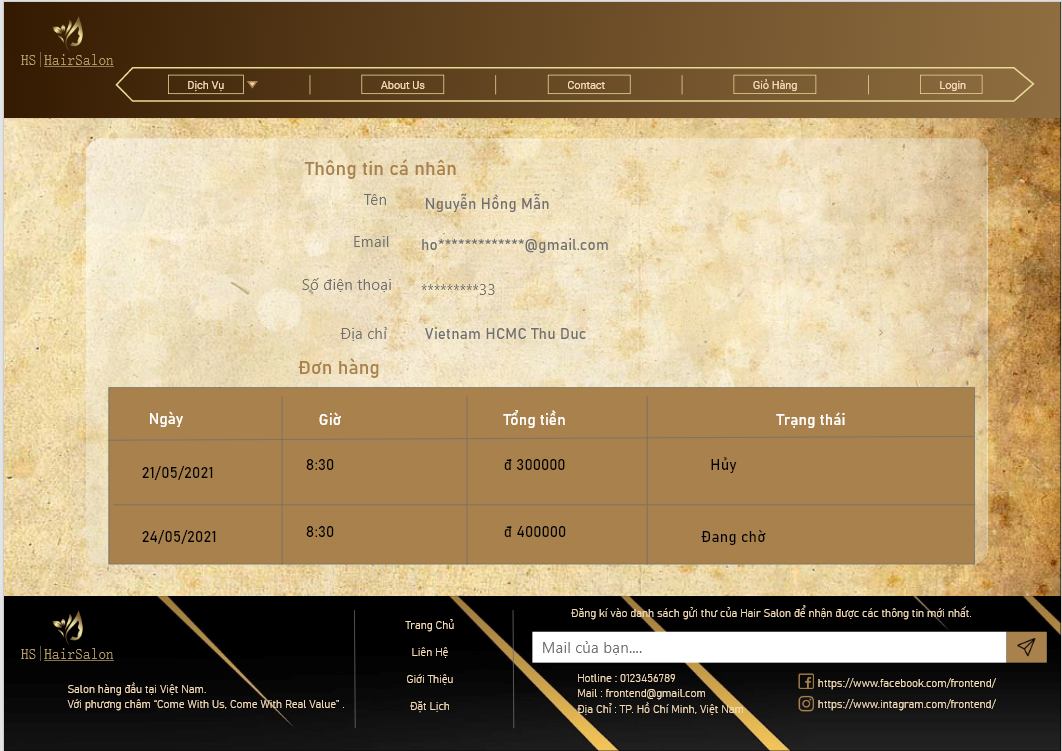 HS|HairSalon
Dịch Vụ
About Us
Contact
Giỏ Hàng
Login
Thông tin cá nhân
Tên Nguyễn Hồng Mẫn
Email ho*************@gmail.com
Số điện thoại *********33
Địa chỉ Vietnam HCMC Thu Duc
Đơn hàng
Ngày Giờ Tổng tiền Trạng thái
21/05/2021 8:30 đ 300000 Hủy
24/05/2021 8:30 đ 400000 Đang chờ
HS|HairSalon
Salon hàng đầu tại Việt Nam.
Với phương châm "Come With Us, Come With Real Value" .
Trang Chủ
Liên Hệ
Giới Thiệu
Đặt Lịch
Đăng kí vào danh sách gửi thư của Hair Salon để nhận được các thông tin mới nhất.
Mail của bạn....
Hotline : 0123456789
Mail : frontend@gmail.com
Địa Chỉ : TP. Hồ Chí Minh, Việt Nam
https://www.facebook.com/frontend/
https://www.intagram.com/frontend/